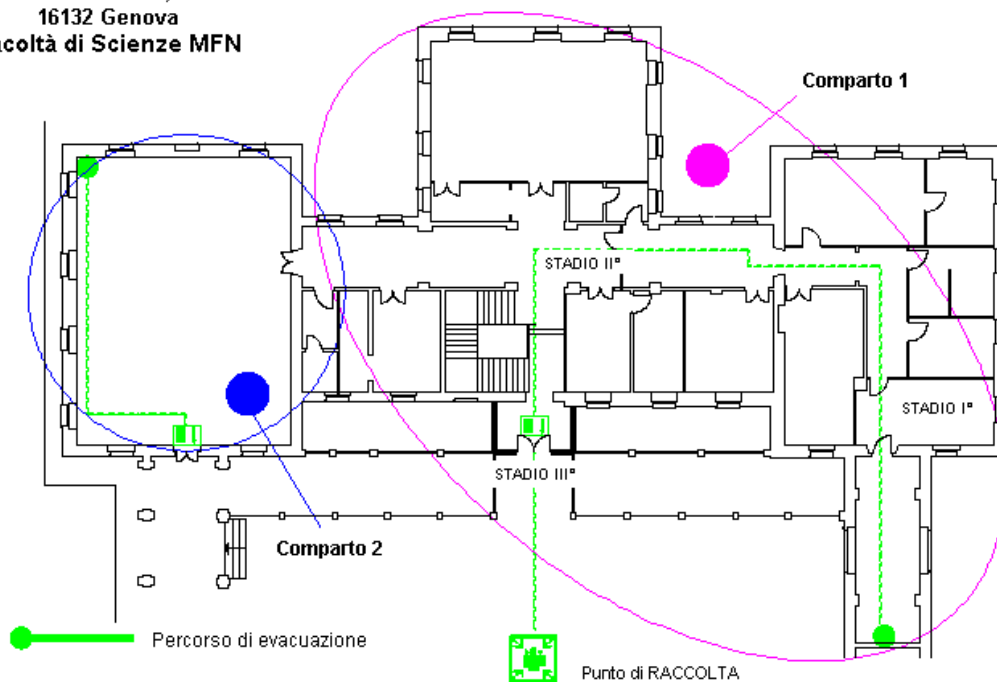 16132 Genova
acoltà di Scienze MFN
Comparto 1
STADIO II°
STADIO I°
STADIO III°
Comparto 2
Percorso di evacuazione
Punto di RACCOLTA